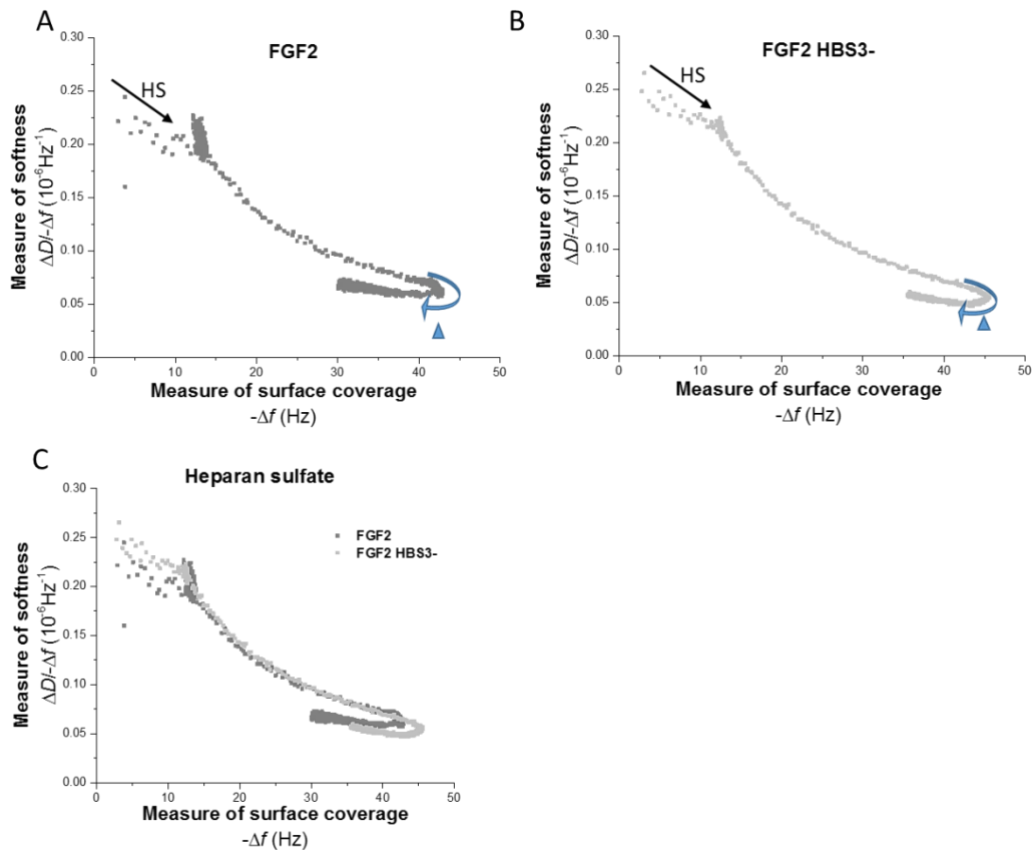 A
FGF2
HS
Measure of softness
ΔD/-Δf (10⁻⁶Hz⁻¹)
0.30
0.25
0.20
0.15
0.10
0.05
0.00
0 10 20 30 40 50
Measure of surface coverage
-Δf (Hz)
B
FGF2 HBS3-
HS
Measure of softness
ΔD/-Δf (10⁻⁶Hz⁻¹)
0.30
0.25
0.20
0.15
0.10
0.05
0.00
0 10 20 30 40 50
Measure of surface coverage
-Δf (Hz)
C
Heparan sulfate
FGF2
FGF2 HBS3-
Measure of softness
ΔD/-Δf (10⁻⁶Hz⁻¹)
0.30
0.25
0.20
0.15
0.10
0.05
0.00
0 10 20 30 40 50
Measure of surface coverage
-Δf (Hz)